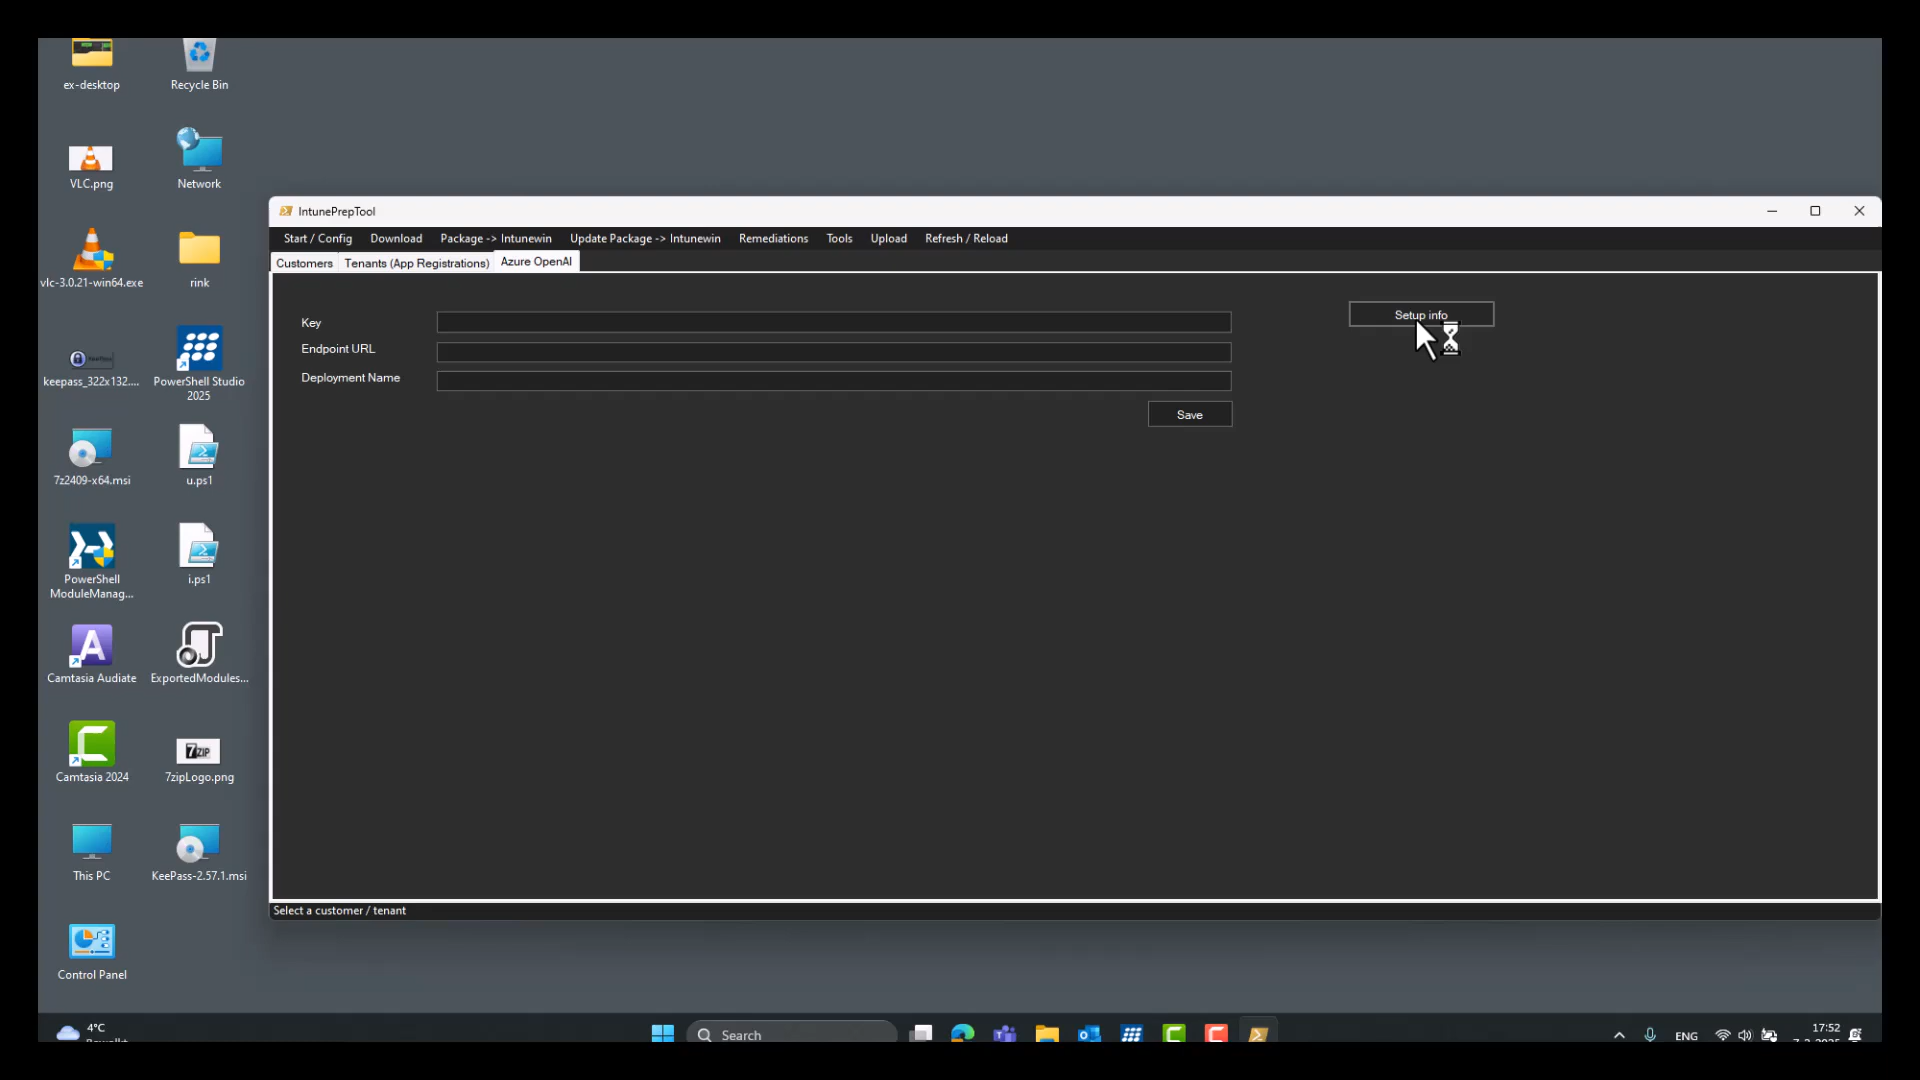 ex-desktop
Recycle Bin
VLC.png
Network
vlc-3.0.21-win64.exe
rink
keepass_322x132....
PowerShell Studio
2025
7z2409-x64.msi
u.ps1
PowerShell
ModuleManag...
i.ps1
Camtasia Audiate
ExportedModules...
Camtasia 2024
7ZIP
7zipLogo.png
This PC
KeePass-2.57.1.msi
Control Panel
IntunePrepTool
Start / Config
Download
Package -> Intunewin
Update Package -> Intunewin
Remediations
Tools
Upload
Refresh / Reload
Customers
Tenants (App Registrations)
Azure OpenAI
Key
Endpoint URL
Deployment Name
Setup info
Save
Select a customer / tenant
4°C
Search
ENG
17:52